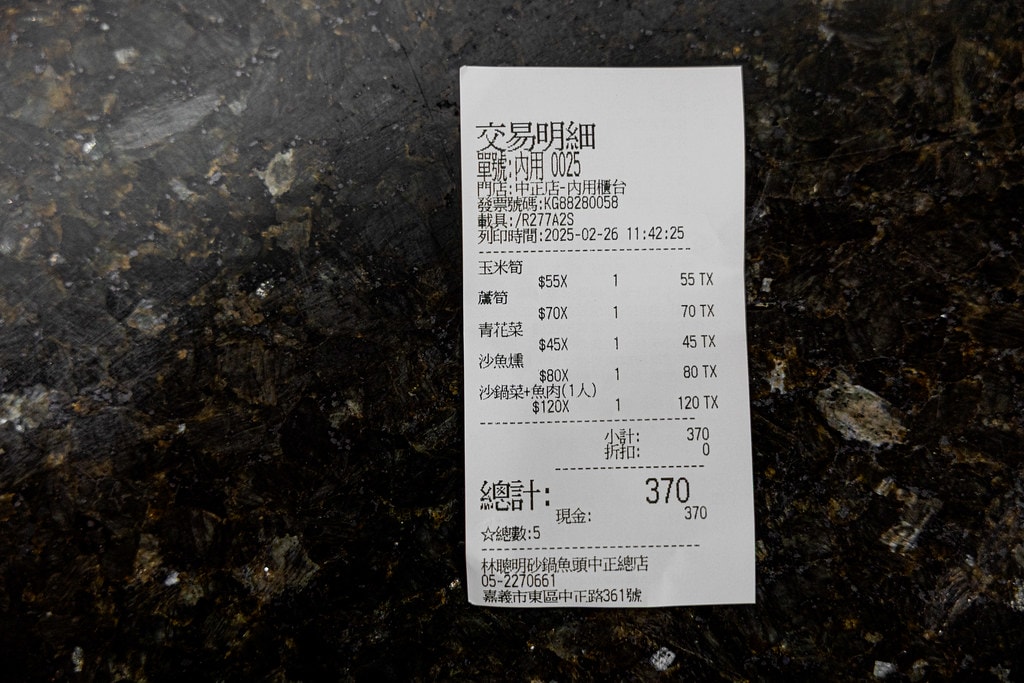 交易明細
單號:內用 0025
門店:中正店-內用櫃台
發票號碼:KG88280058
載具:/R277A2S
列印時間:2025-02-26 11:42:25
玉米筍
$55X 1 55 TX
蘆筍
$70X 1 70 TX
青花菜
$45X 1 45 TX
沙魚燻
$80X 1 80 TX
沙鍋菜+魚肉(1人)
$120X 1 120 TX
小計: 370
折扣: 0
總計: 370
現金: 370
☆總數:5
林聰明砂鍋魚頭中正總店
05-2270661
嘉義市東區中正路361號